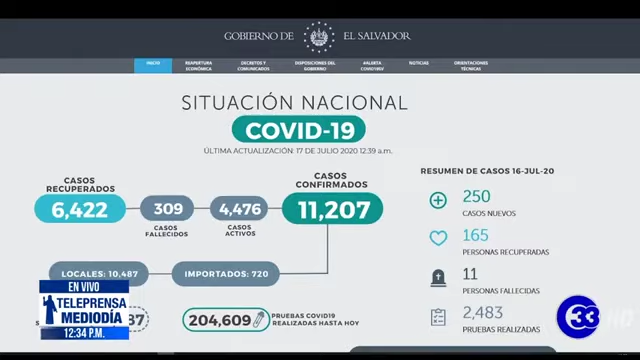 GOBIERNO DE EL SALVADOR
INICIO
REAPERTURA ECONÓMICA
DECRETOS Y COMUNICADOS
DISPOSICIONES DEL GOBIERNO
#ALERTA COVID19SV
NOTICIAS
ORIENTACIONES TÉCNICAS
SITUACIÓN NACIONAL
COVID-19
ÚLTIMA ACTUALIZACIÓN: 17 DE JULIO 2020 12:39 a.m.
CASOS RECUPERADOS
6,422
309
CASOS FALLECIDOS
4,476
CASOS ACTIVOS
CASOS CONFIRMADOS
11,207
LOCALES: 10,487
IMPORTADOS: 720
204,609
PRUEBAS COVID19 REALIZADAS HASTA HOY
RESUMEN DE CASOS 16-JUL-20
250
CASOS NUEVOS
165
PERSONAS RECUPERADAS
11
PERSONAS FALLECIDAS
2,483
PRUEBAS REALIZADAS
EN VIVO
TELEPRENSA
MEDIODÍA
12:34 P.M.
33 HD